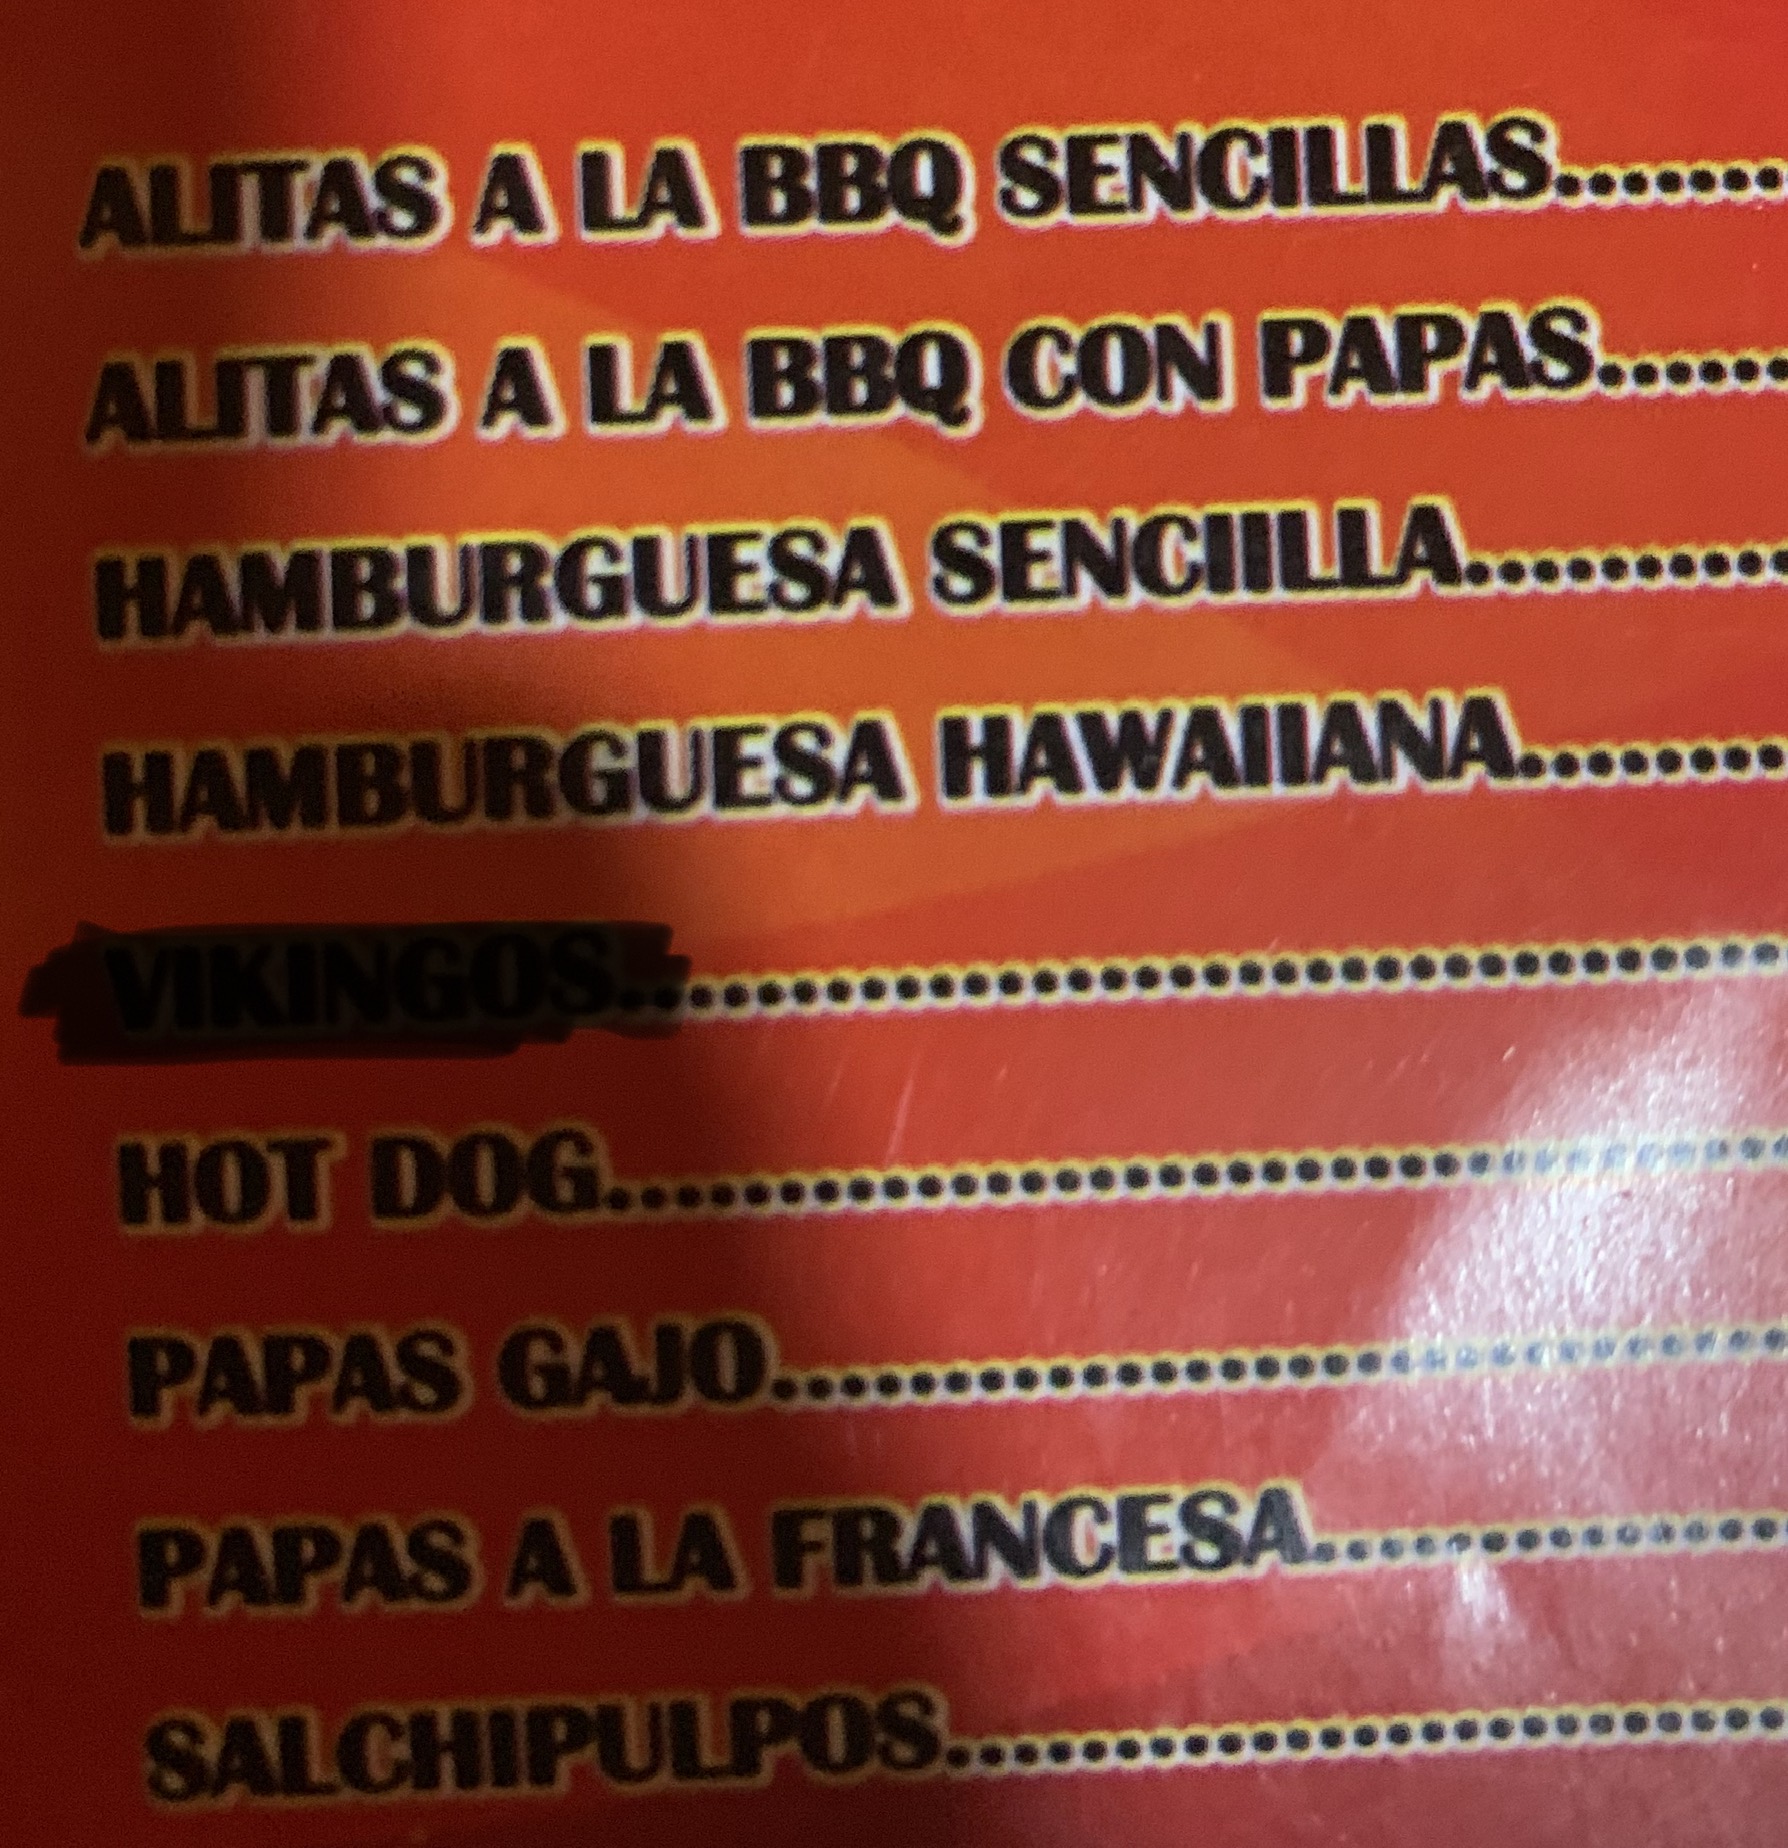 ALITAS A LA BBQ SENCILLAS.......
ALITAS A LA BBQ CON PAPAS......
HAMBURGUESA SENCIILLA..........
HAMBURGUESA HAWAIIANA........
VIKINGOS..................................
HOT DOG..................................
PAPAS GAJO.............................
PAPAS A LA FRANCESA..............
SALCHIPULPOS........................